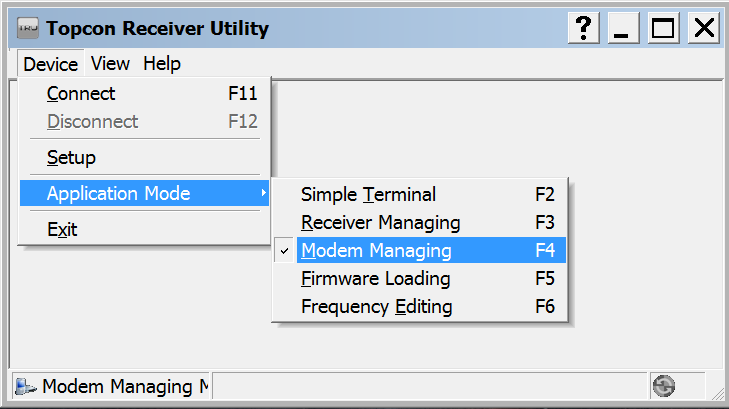 TRU Topcon Receiver Utility ?
Device View Help
Connect F11
Disconnect F12
Setup
Application Mode
Exit
Simple Terminal F2
Receiver Managing F3
Modem Managing F4
Firmware Loading F5
Frequency Editing F6
Modem Managing M